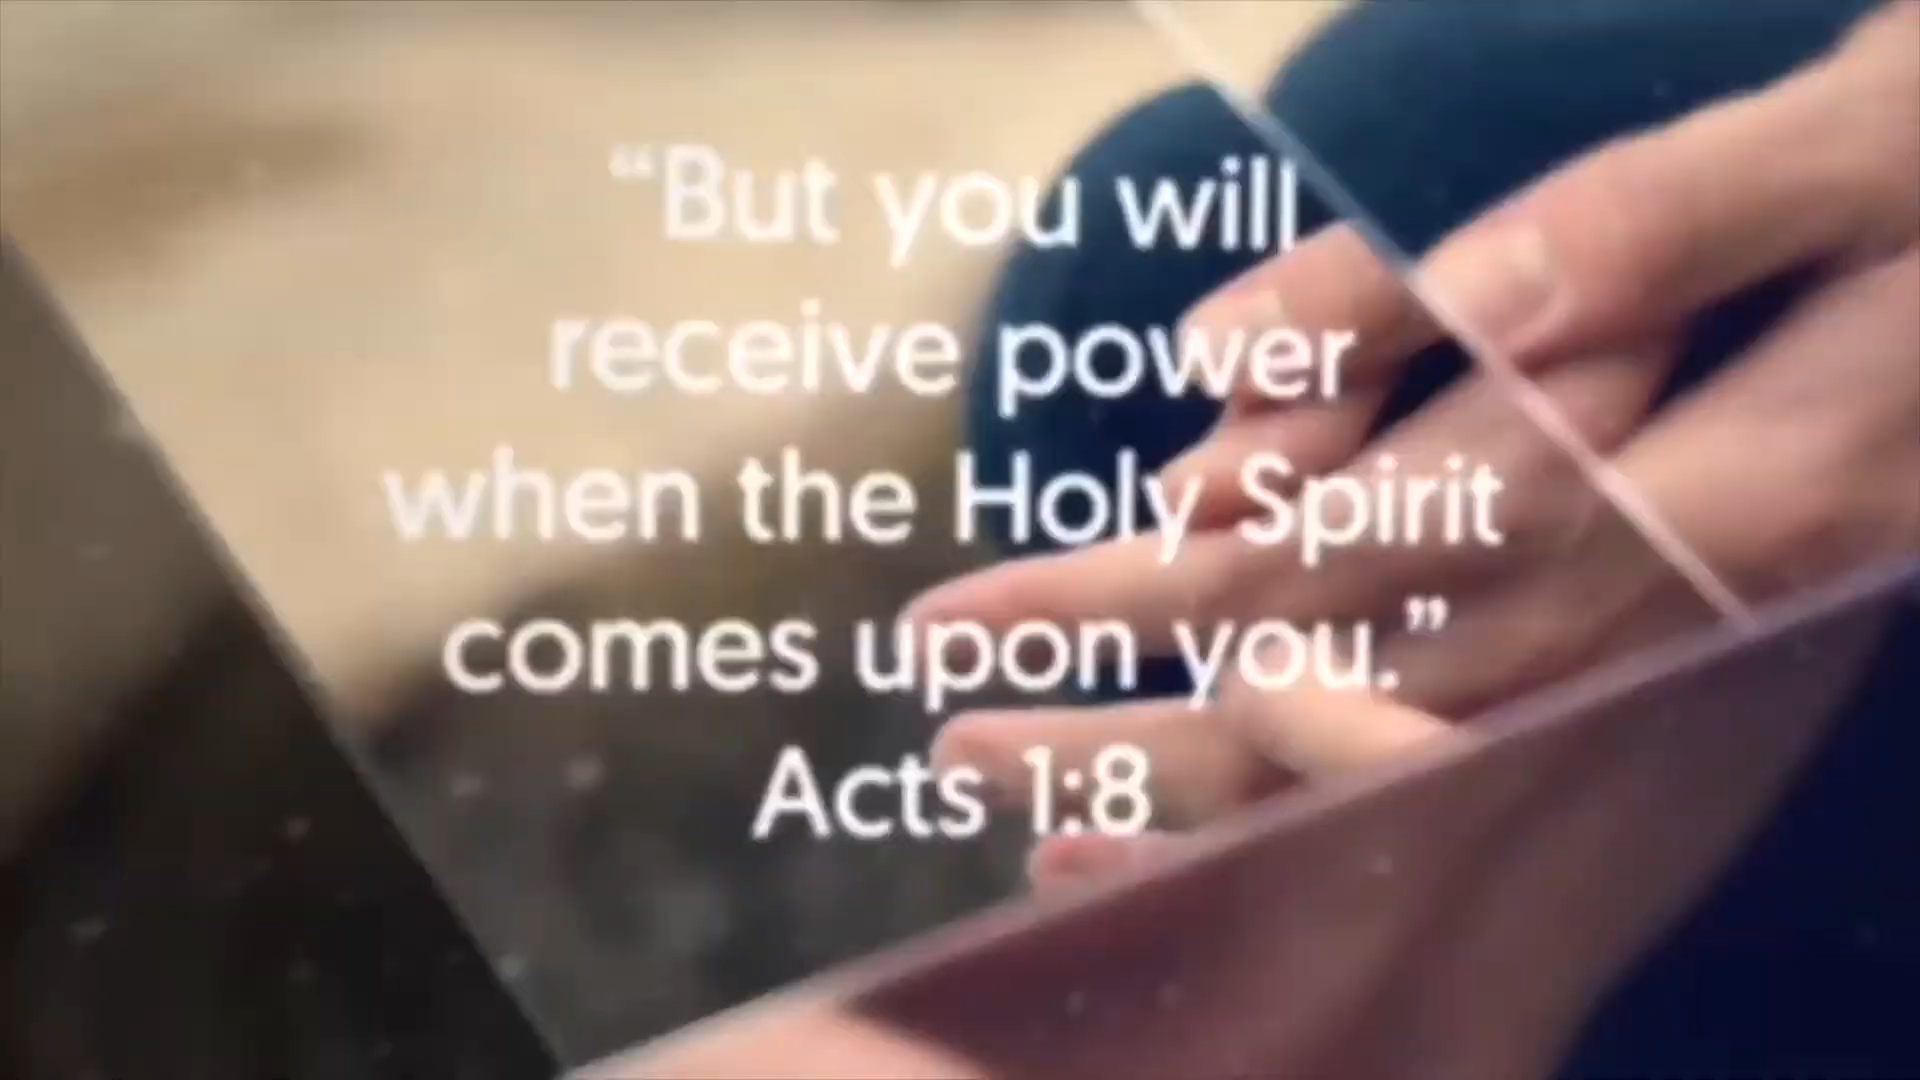 “But you will
receive power
when the Holy Spirit
comes upon you.”
Acts 1:8